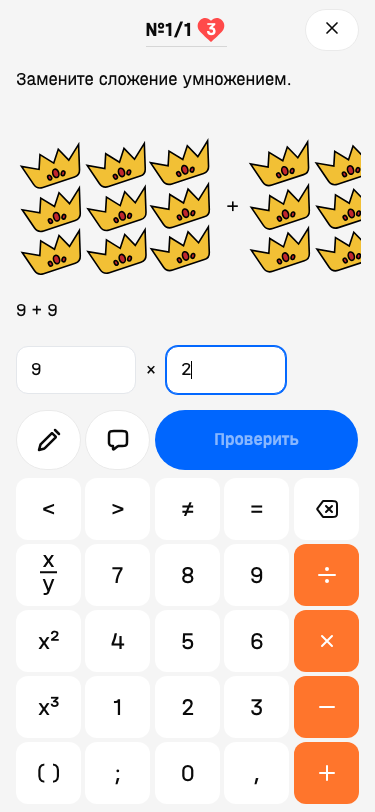 №1/1 3
Замените сложение умножением.
+
9 + 9
9 × 2
Проверить
< > ≠ =
x/y 7 8 9 ÷
x² 4 5 6 ×
x³ 1 2 3 −
( ) ; 0 , +